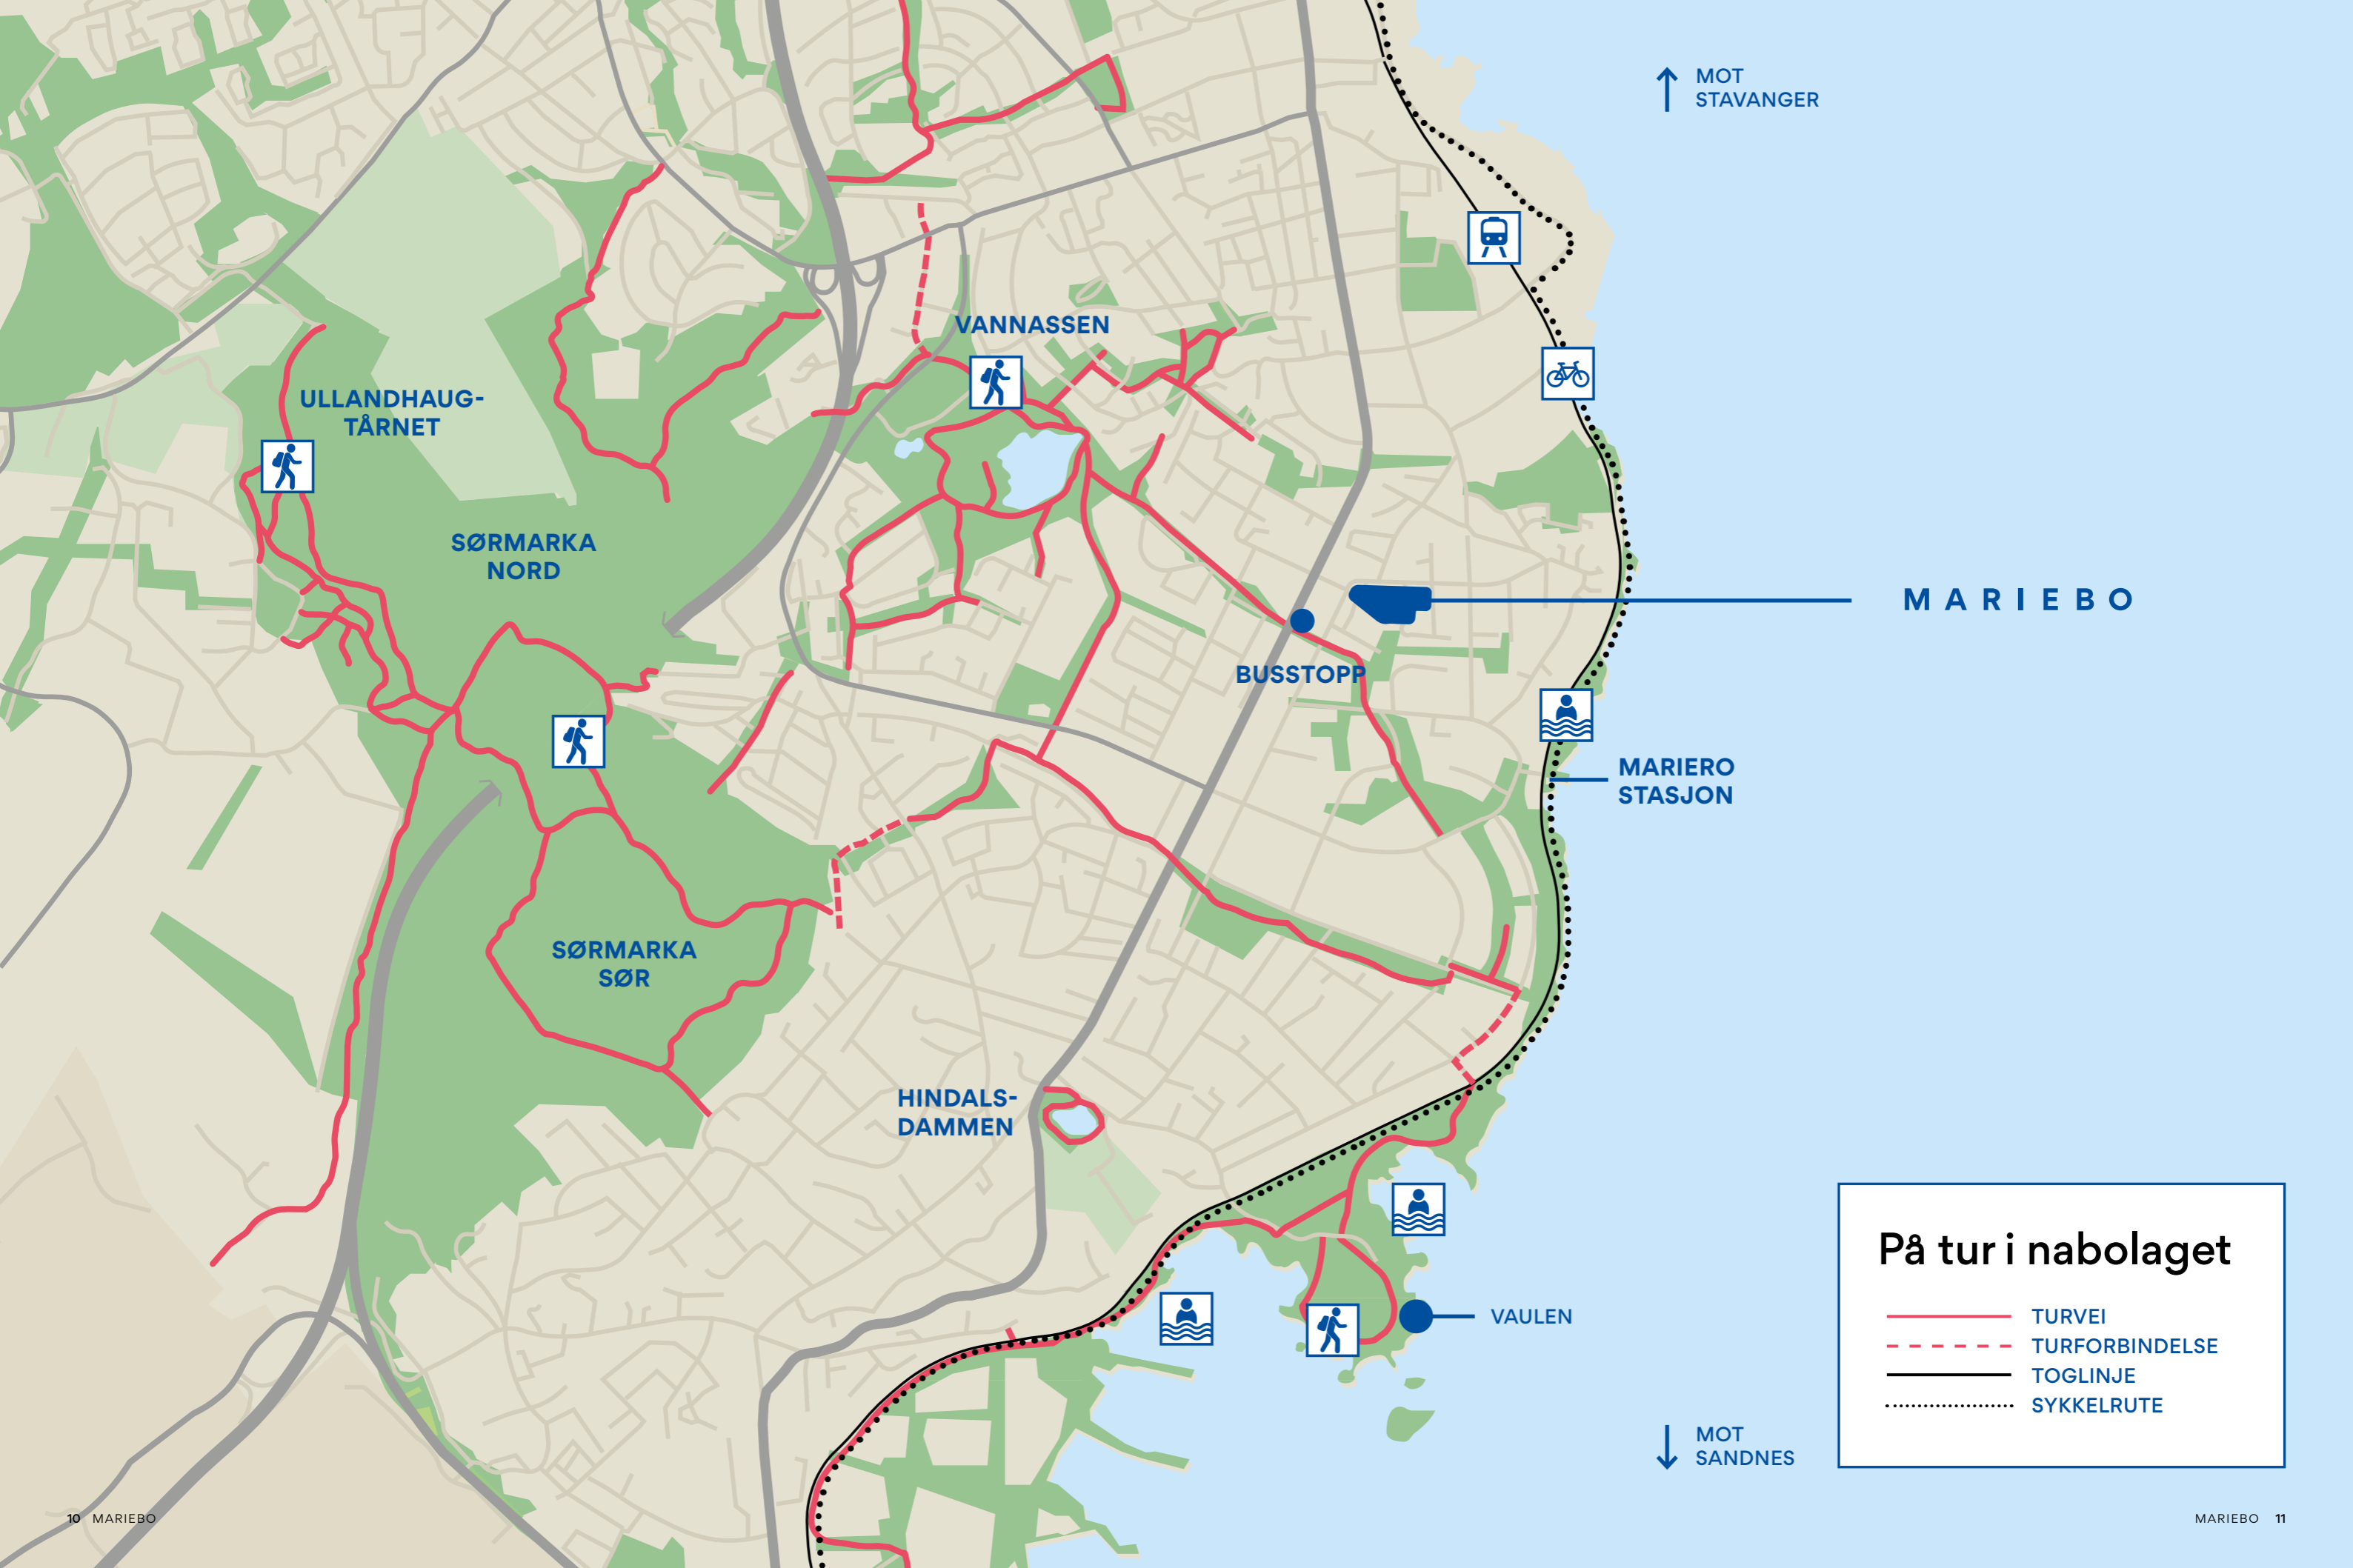 MOT
STAVANGER
VANNASSEN
ULLANDHAUG-
TÅRNET
SØRMARKA
NORD
MARIEBO
BUSSTOPP
MARIERO
STASJON
SØRMARKA
SØR
HINDALS-
DAMMEN
VAULEN
På tur i nabolaget
TURVEI
TURFORBINDELSE
TOGLINJE
SYKKELRUTE
MOT
SANDNES
10 MARIEBO
MARIEBO 11